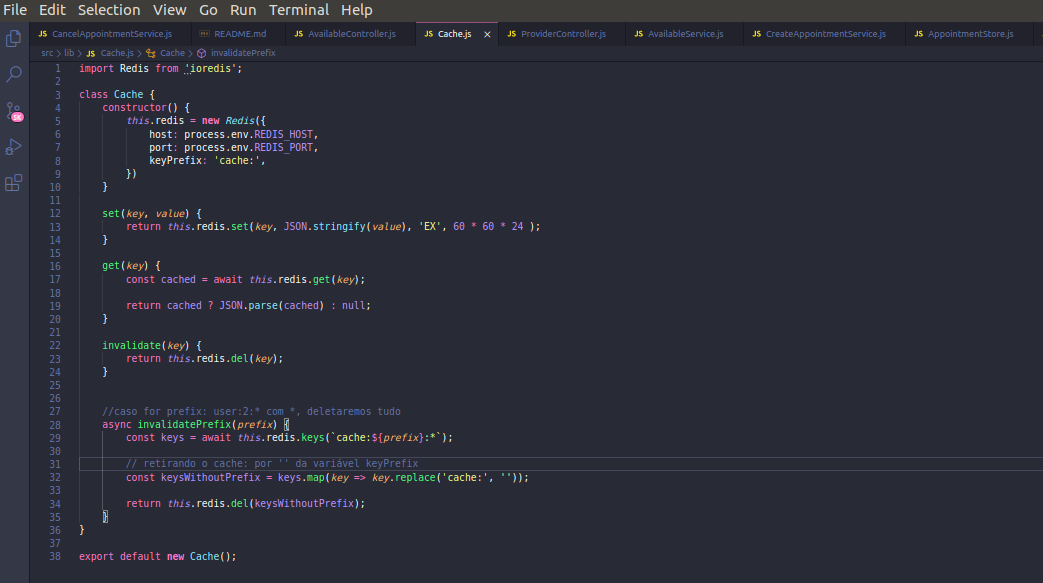 File Edit Selection View Go Run Terminal Help
JS CancelAppointmentService.js README.md JS AvailableController.js JS Cache.js × JS ProviderController.js JS AvailableService.js JS CreateAppointmentService.js JS AppointmentStore.js
src > lib > JS Cache.js > Cache > invalidatePrefix
1 import Redis from 'ioredis';
2
3 class Cache {
4 constructor() {
5 this.redis = new Redis({
6 host: process.env.REDIS_HOST,
7 port: process.env.REDIS_PORT,
8 keyPrefix: 'cache:',
9 })
10 }
11
12 set(key, value) {
13 return this.redis.set(key, JSON.stringify(value), 'EX', 60 * 60 * 24 );
14 }
15
16 get(key) {
17 const cached = await this.redis.get(key);
18
19 return cached ? JSON.parse(cached) : null;
20 }
21
22 invalidate(key) {
23 return this.redis.del(key);
24 }
25
26
27 //caso for prefix: user:2:* com *, deletaremos tudo
28 async invalidatePrefix(prefix) {
29 const keys = await this.redis.keys(`cache:${prefix}:*`);
30
31 // retirando o cache: por '' da variável keyPrefix
32 const keysWithoutPrefix = keys.map(key => key.replace('cache:', ''));
33
34 return this.redis.del(keysWithoutPrefix);
35 }
36 }
37
38 export default new Cache();